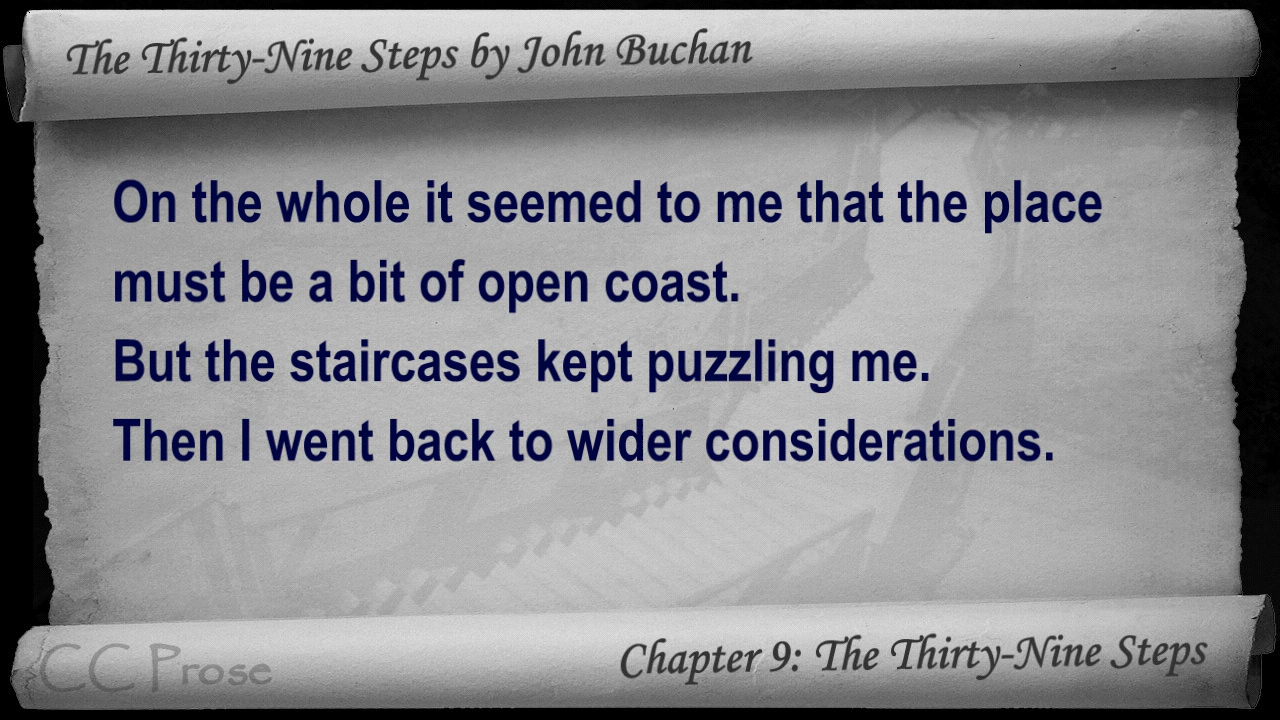 The Thirty-Nine Steps by John Buchan
On the whole it seemed to me that the place
must be a bit of open coast.
But the staircases kept puzzling me.
Then I went back to wider considerations.
CC Prose
Chapter 9: The Thirty-Nine Steps